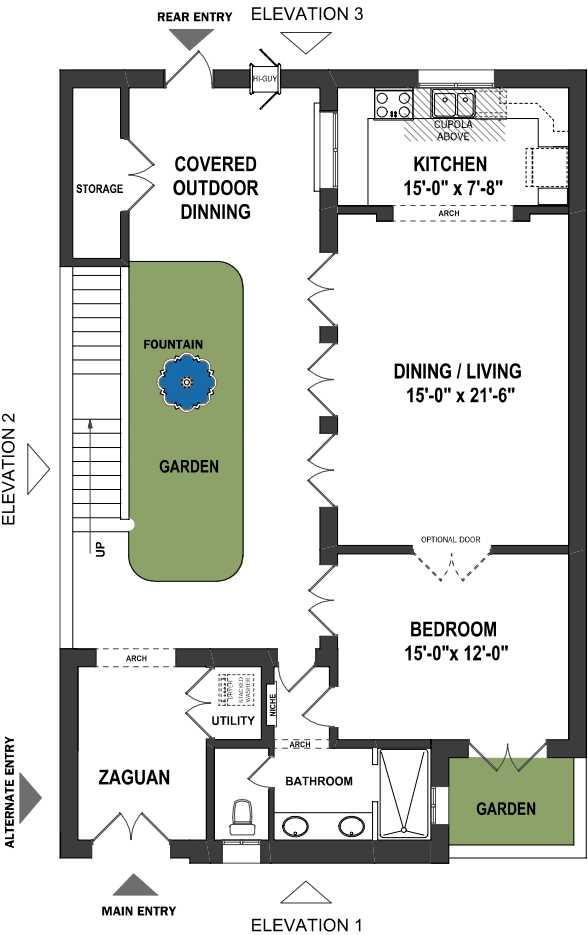 REAR ENTRY
ELEVATION 3
HI-GUY
CUPOLA
ABOVE
COVERED
OUTDOOR
DINNING
KITCHEN
15'-0" x 7'-8"
STORAGE
ARCH
FOUNTAIN
DINING / LIVING
15'-0" x 21'-6"
GARDEN
ELEVATION 2
UP
OPTIONAL DOOR
BEDROOM
15'-0"x 12'-0"
ARCH
DRYER
STACKED
WASHER
NICHE
UTILITY
ARCH
ZAGUAN
BATHROOM
GARDEN
ALTERNATE ENTRY
MAIN ENTRY
ELEVATION 1